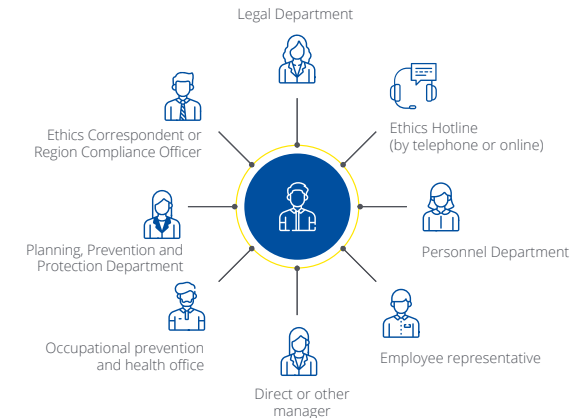 Legal Department
Ethics Hotline
(by telephone or online)
Personnel Department
Employee representative
Direct or other
manager
Occupational prevention
and health office
Planning, Prevention and
Protection Department
Ethics Correspondent or
Region Compliance Officer